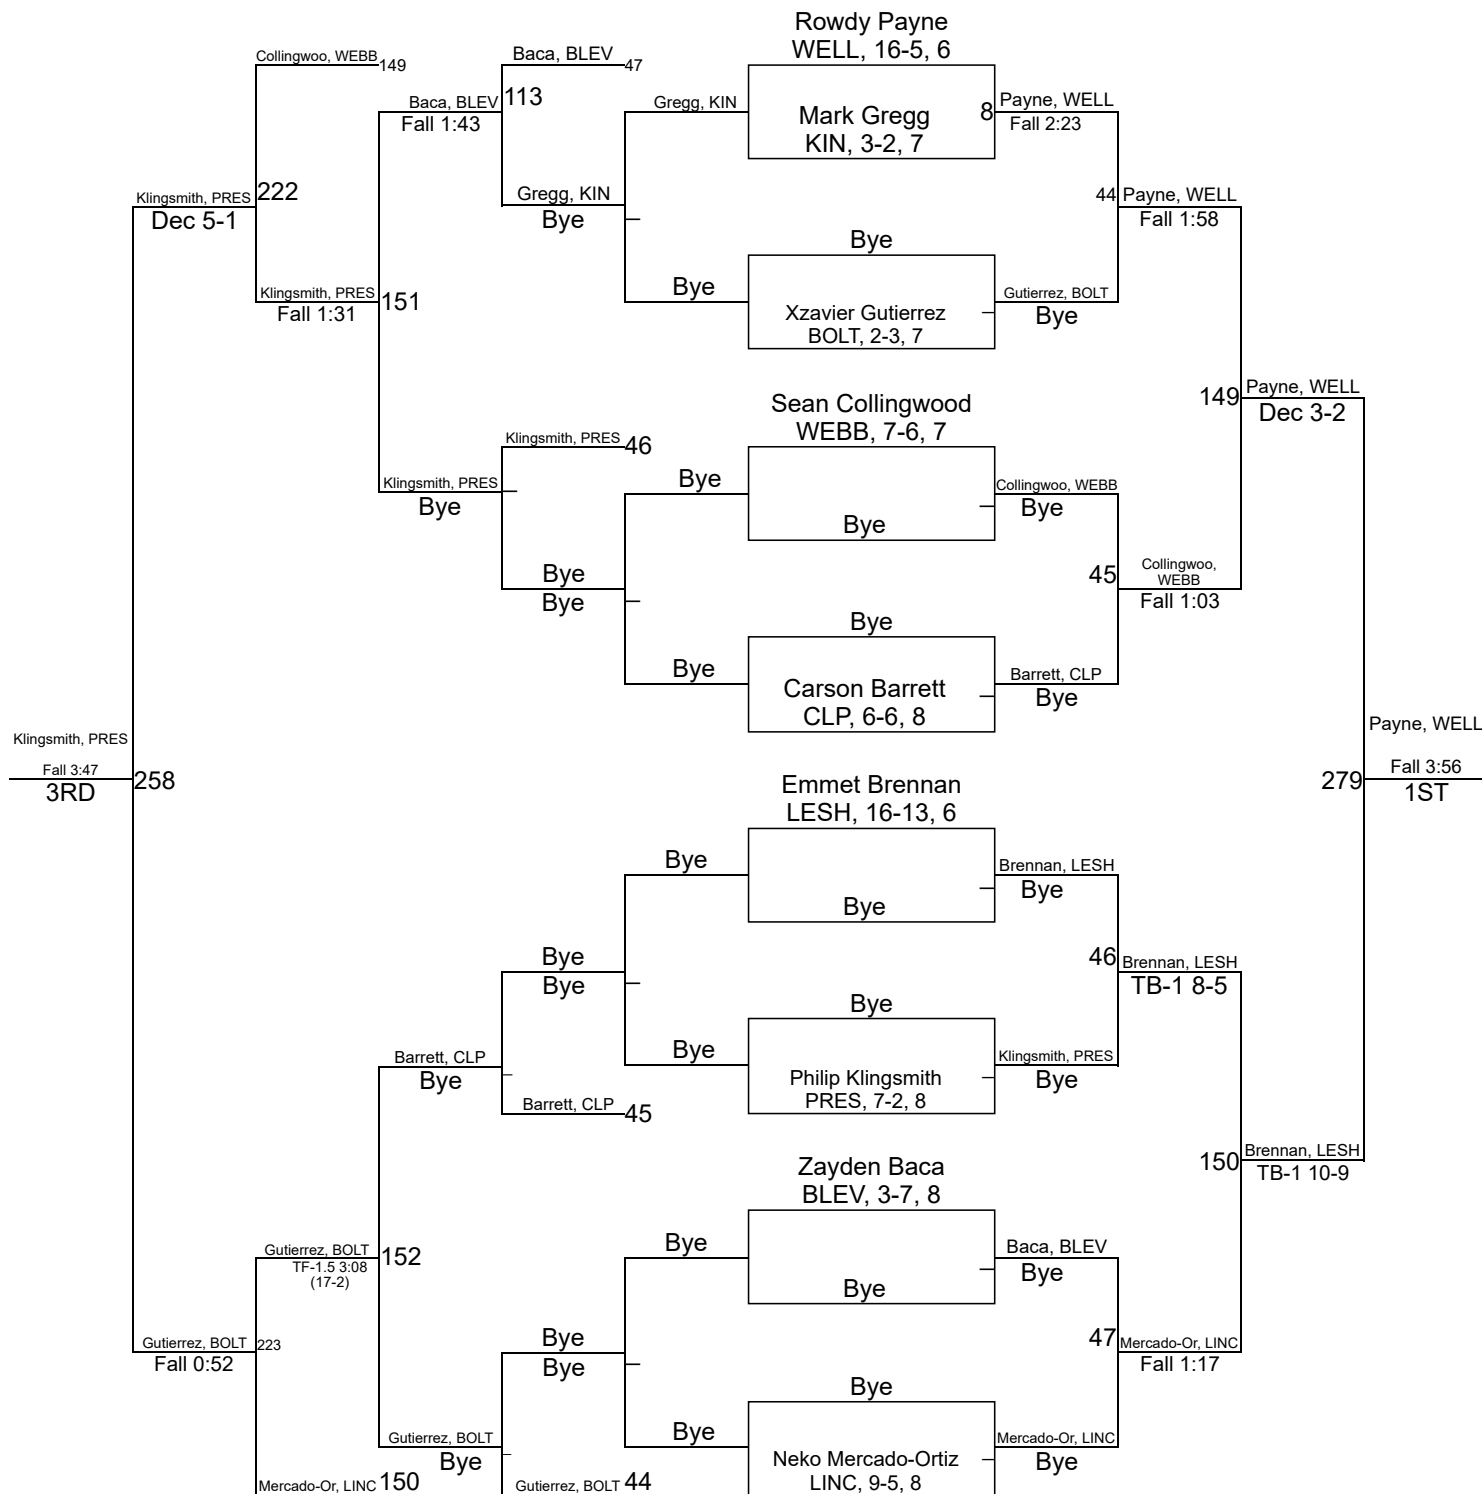 Rowdy Payne
WELL, 16-5, 6
Collingwoo, WEBB
149
Baca, BLEV
47
Baca, BLEV
113
Fall 1:43
Gregg, KIN
Mark Gregg
KIN, 3-2, 7
8
Payne, WELL
Fall 2:23
Klingsmith, PRES
222
Dec 5-1
Gregg, KIN
Bye
44
Payne, WELL
Fall 1:58
Bye
Klingsmith, PRES
151
Fall 1:31
Bye
Xzavier Gutierrez
BOLT, 2-3, 7
Gutierrez, BOLT
Bye
149
Payne, WELL
Dec 3-2
Sean Collingwood
WEBB, 7-6, 7
Klingsmith, PRES
46
Klingsmith, PRES
Bye
Bye
Bye
Collingwoo, WEBB
Bye
Bye
Bye
45
Collingwoo,
WEBB
Fall 1:03
Bye
Bye
Carson Barrett
CLP, 6-6, 8
Barrett, CLP
Bye
Klingsmith, PRES
Fall 3:47
3RD
258
Payne, WELL
279
Fall 3:56
1ST
Emmet Brennan
LESH, 16-13, 6
Bye
Bye
Brennan, LESH
Bye
Bye
Bye
46
Brennan, LESH
TB-1 8-5
Bye
Barrett, CLP
Bye
Bye
Philip Klingsmith
PRES, 7-2, 8
Klingsmith, PRES
Bye
Barrett, CLP
45
150
Brennan, LESH
TB-1 10-9
Zayden Baca
BLEV, 3-7, 8
Gutierrez, BOLT
152
TF-1.5 3:08
(17-2)
Bye
Bye
Baca, BLEV
Bye
Gutierrez, BOLT
223
Fall 0:52
Bye
Bye
47
Mercado-Or, LINC
Fall 1:17
Bye
Gutierrez, BOLT
Bye
Bye
Neko Mercado-Ortiz
LINC, 9-5, 8
Mercado-Or, LINC
Bye
Mercado-Or, LINC
150
Gutierrez, BOLT
44